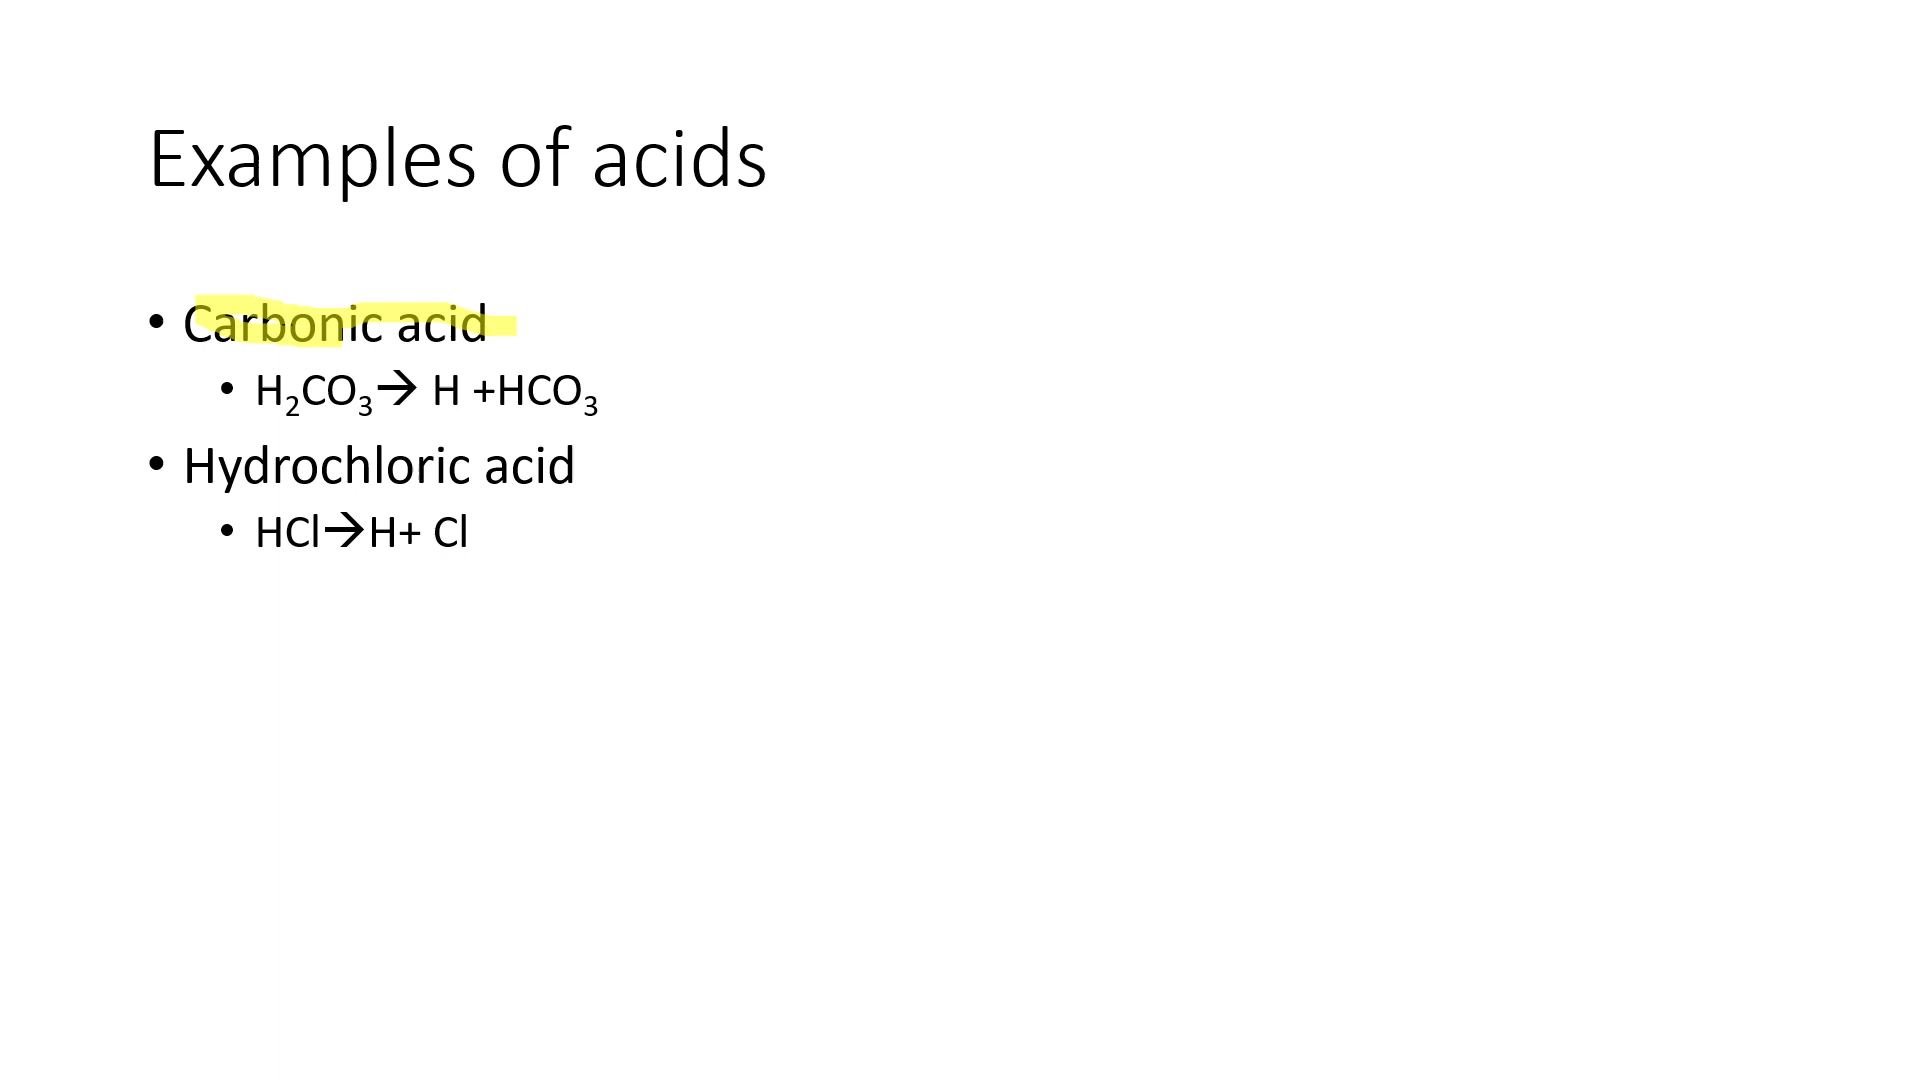 Examples of acids
• Carbonic acid
• H₂CO₃→ H +HCO₃
• Hydrochloric acid
• HCl→H+ Cl